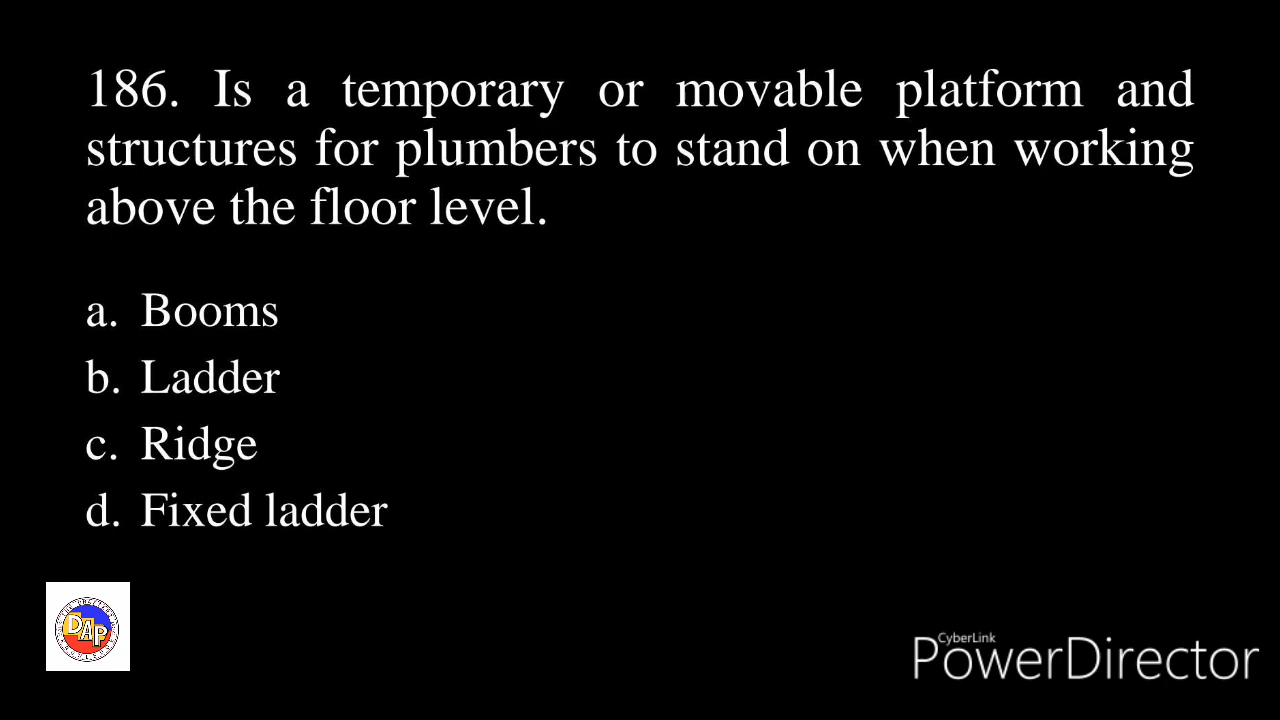 186. Is a temporary or movable platform and
structures for plumbers to stand on when working
above the floor level.
a. Booms
b. Ladder
c. Ridge
d. Fixed ladder
DAP
CyberLink
PowerDirector